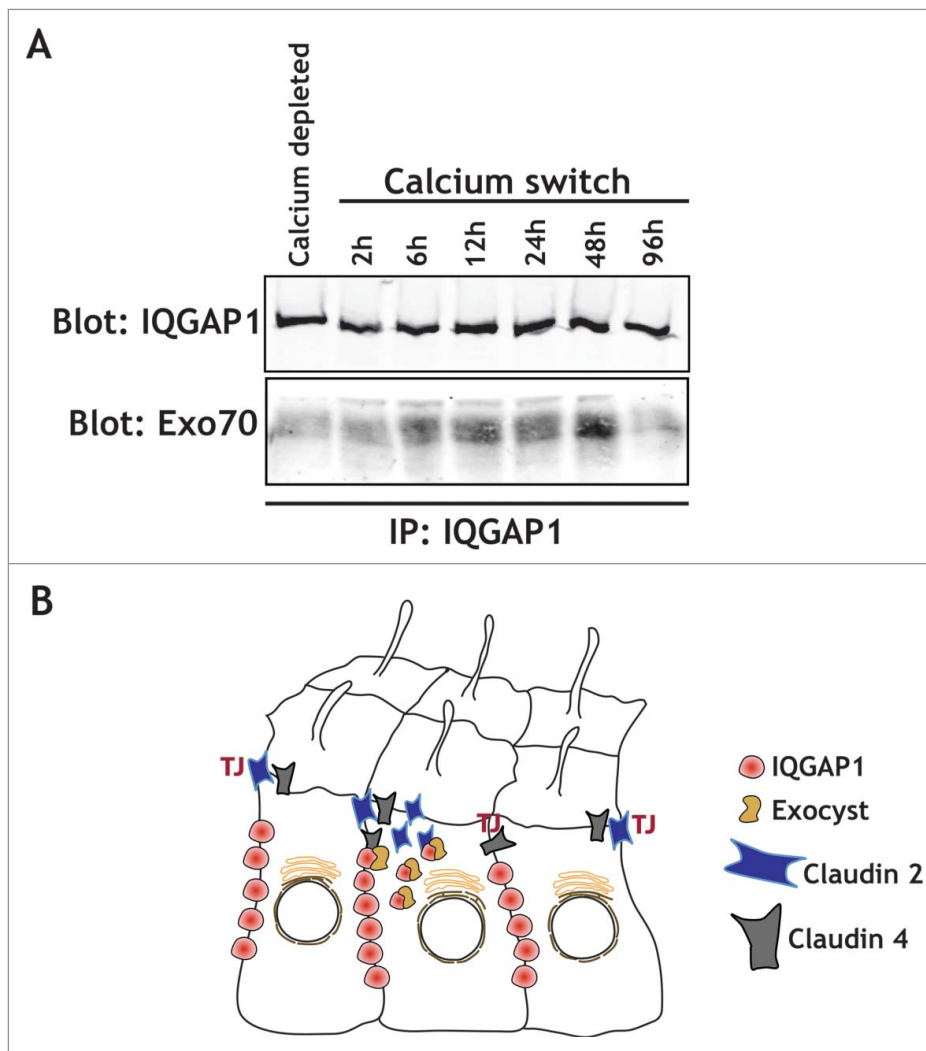 A
Calcium depleted
Calcium switch
2h 6h 12h 24h 48h 96h
Blot: IQGAP1
Blot: Exo70
IP: IQGAP1
B
TJ
TJ
TJ
IQGAP1
Exocyst
Claudin 2
Claudin 4